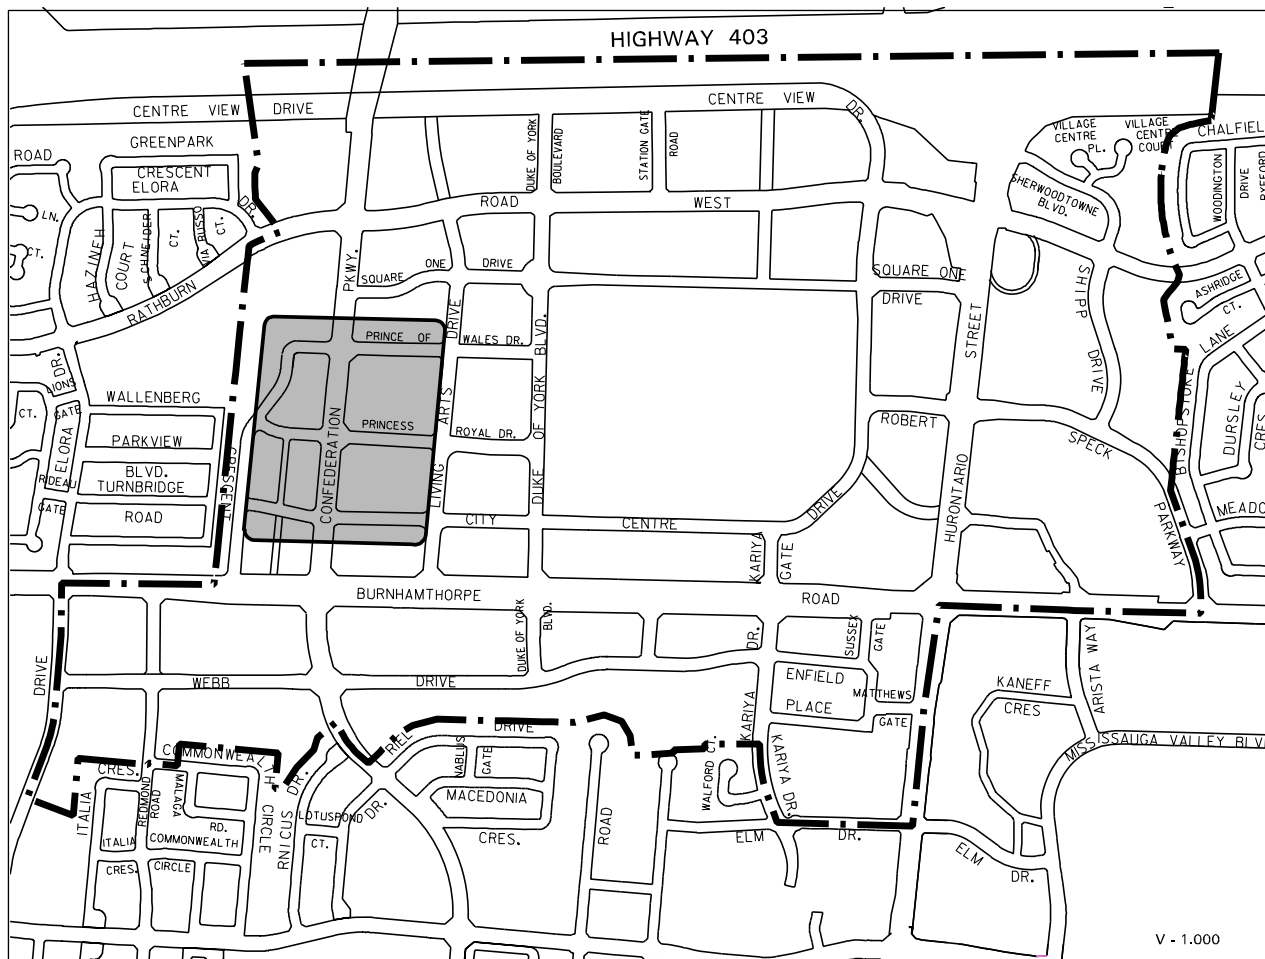 HIGHWAY 403
CENTRE VIEW DRIVE
CENTRE VIEW
DR.
GREENPARK
ROAD
CRESCENT
ELORA
DR.
DUKE OF YORK
BOULEVARD
STATION GATE
ROAD
VILLAGE
CENTRE
PL.
VILLAGE
CENTRE
COURT
CHALFIEL
WOODINGTON
DRIVE
RYEFORD
SHERWOODTOWNE
BLVD.
LN.
CT.
HAZINEH
COURT
SCHNEIDER
CT.
VIA RUSSO
CT.
RATHBURN
ROAD
WEST
PKWY.
SQUARE ONE DRIVE
SQUARE ONE
DRIVE
SHIPP
DRIVE
ASHRIDGE
CT.
LANE
BISHOPSTOKE
STREET
PRINCE OF
WALES DR.
DRIVE
ARTS
LIVING
DUKE OF YORK BLVD.
DR.
LIONS
GATE
CT.
WALLENBERG
PARKVIEW
BLVD.
TURNBRIDGE
ROAD
ELORA
RIDEAU
GATE
CRESCENT
CONFEDERATION
PRINCESS
ROYAL DR.
ROBERT
SPECK
PARKWAY
DURSLEY
CRES
MEADO
CITY
CENTRE
DRIVE
HURONTARIO
KARIYA
GATE
BURNHAMTHORPE
ROAD
DUKE OF YORK
BLVD.
DR.
KARIYA
SUSSEX
GATE
ENFIELD
PLACE
MATTHEWS
GATE
ARISTA WAY
KANEFF
CRES
MISSISSAUGA VALLEY BLV
DRIVE
WEBB
DRIVE
RIEL
DRIVE
COMMONWEALTH
CIRCLE
CRES.
ITALIA
REDMOND
ROAD
MALAGA
RD.
ITALIA
CRES.
COMMONWEALTH
CIRCLE
DR.
RNICUS
LOTUSPOND
DR.
CT.
NABLUS
GATE
MACEDONIA
CRES.
ROAD
WALFORD
CT.
KARIYA DR.
ELM
DR.
ELM
DR.
V - 1.000